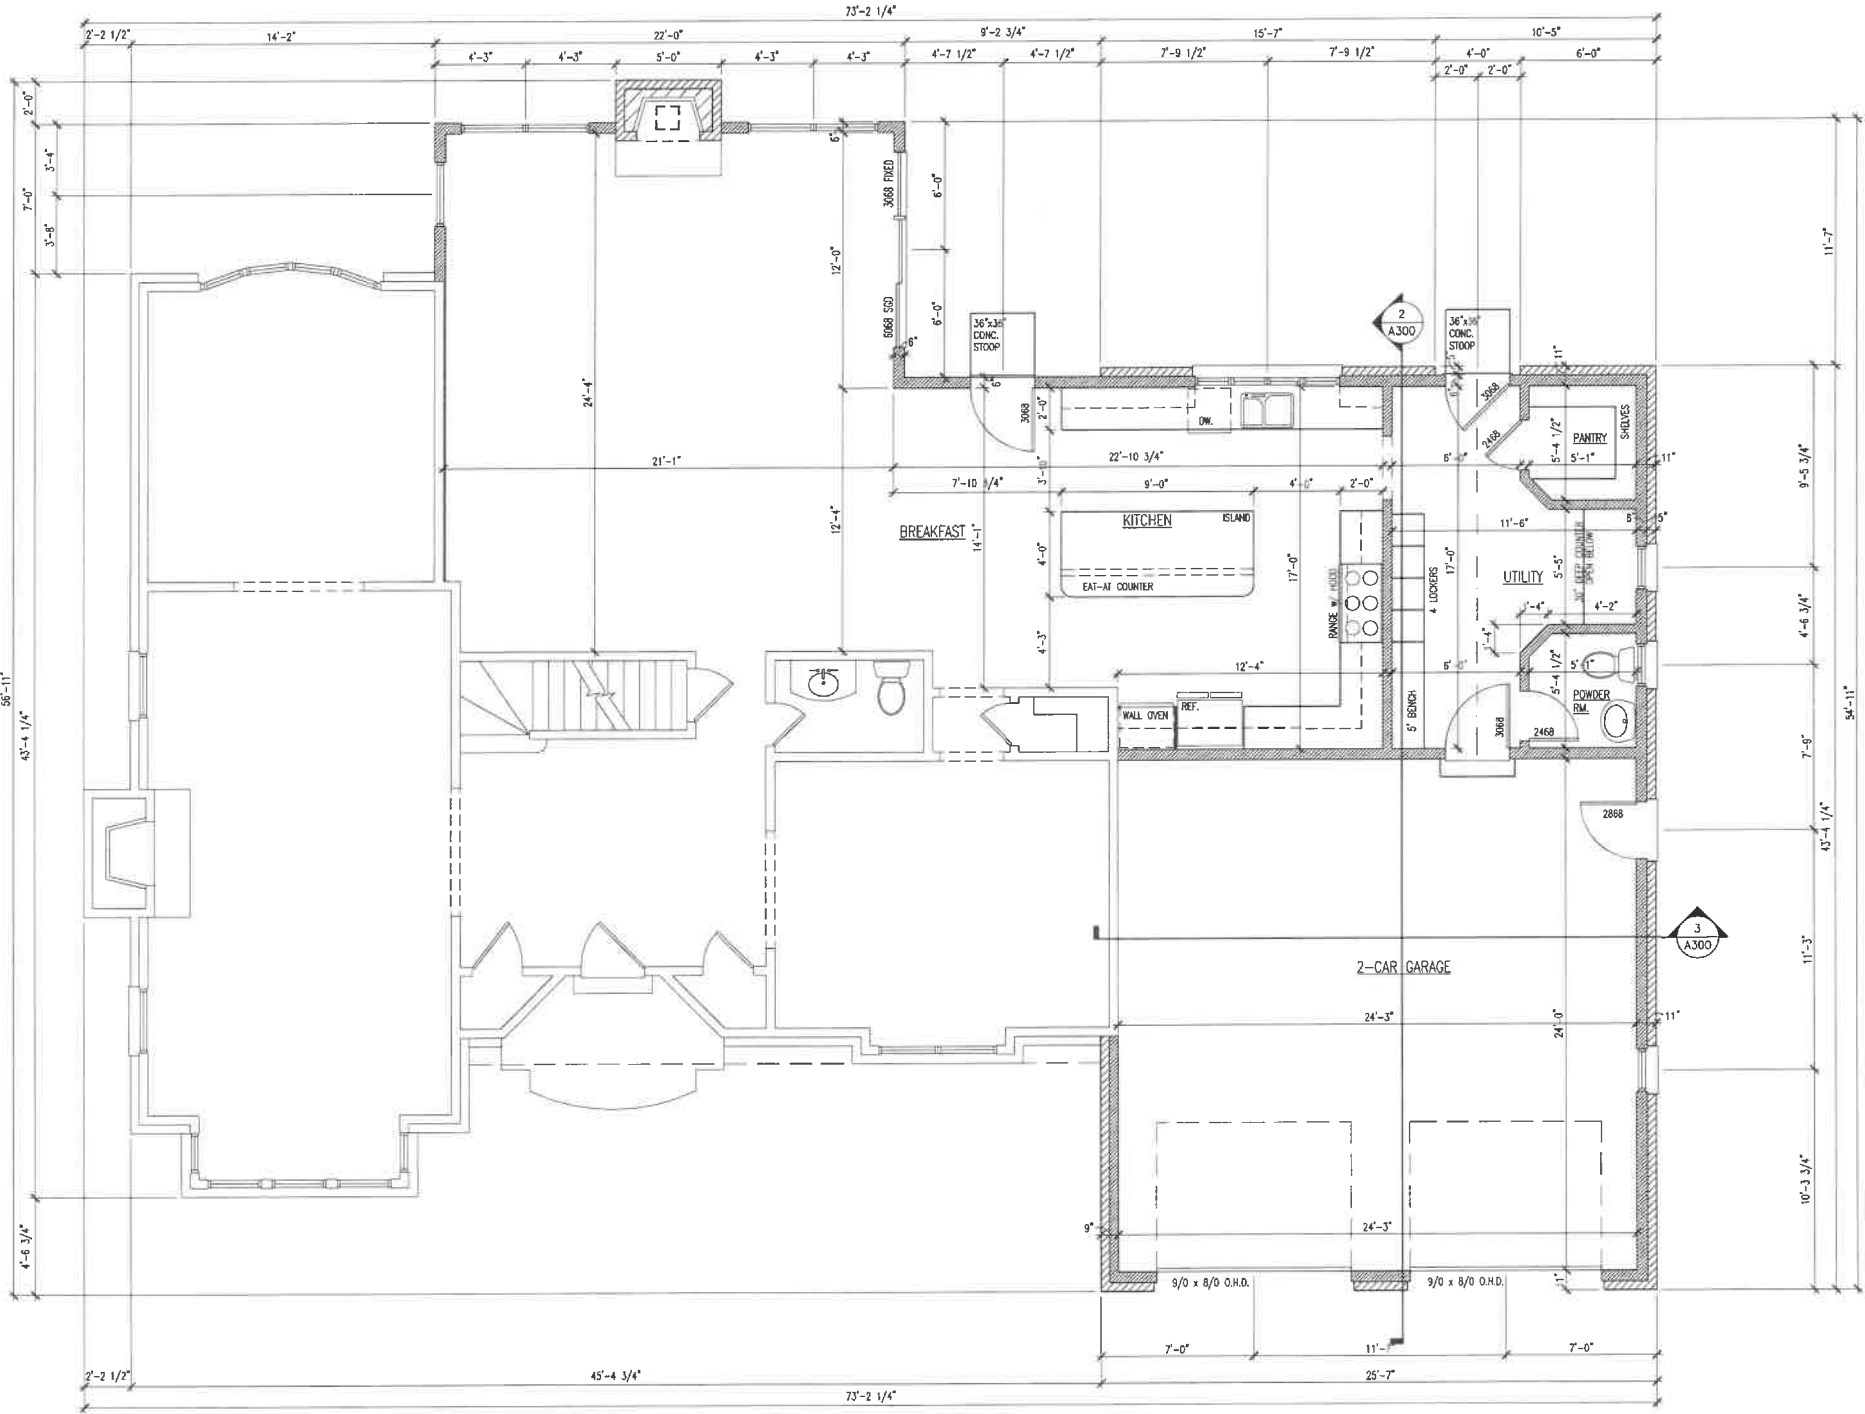 73'-2 1/4"
2'-2 1/2"
14'-2"
22'-0"
9'-2 3/4"
15'-7"
10'-5"
4'-3"
4'-3"
5'-0"
4'-3"
4'-3"
4'-7 1/2"
4'-7 1/2"
7'-9 1/2"
7'-9 1/2"
4'-0"
6'-0"
2'-0"
2'-0"
2'-0"
3'-4"
7'-0"
3'-8"
6"
3068 FIXED
6'-0"
12'-0"
11'-7"
6068 SGD
6'-0"
6"
36"x36"
CONC.
STOOP
2
A300
36"x36"
CONC.
STOOP
11"
24'-4"
6"
3068
2'-0"
DW.
3068
2468
PANTRY
SHELVES
5'-4 1/2"
21'-1"
22'-10 3/4"
5'-1"
11"
9'-5 3/4"
3'-10"
7'-10 3/4"
9'-0"
2'-0"
12'-4"
BREAKFAST
14'-1"
KITCHEN
ISLAND
11'-6"
6"
5"
4'-0"
EAT-AT COUNTER
17'-0"
RANGE W/ HOOD
4 LOCKERS
17'-0"
UTILITY
5'-5"
30" DEEP COUNTER
OPEN BELOW
1'-4"
4'-2"
4'-6 3/4"
4'-3"
1'-4"
12'-4"
5'-4 1/2"
5'-1"
POWDER
RM.
WALL OVEN
REF.
5' BENCH
3068
2468
56'-11"
43'-4 1/4"
54'-11"
7'-9"
2868
43'-4 1/4"
3
A300
2-CAR GARAGE
11'-3"
24'-3"
24'-0"
11"
10'-3 3/4"
9"
24'-3"
4'-6 3/4"
9/0 x 8/0 O.H.D.
9/0 x 8/0 O.H.D.
7'-0"
7'-0"
2'-2 1/2"
45'-4 3/4"
25'-7"
73'-2 1/4"